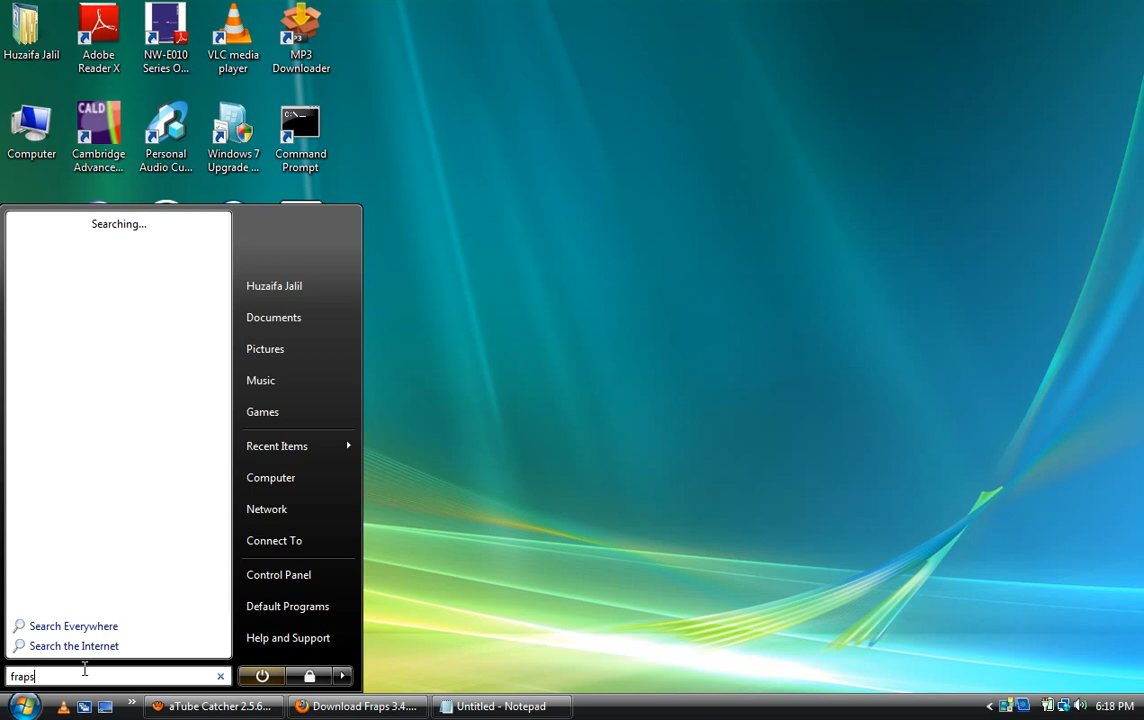 Huzaifa Jalil
Adobe
Reader X
NW-E010
Series O...
VLC media
player
MP3
Downloader
Computer
CALD
Cambridge
Advance...
Personal
Audio Cu...
Windows 7
Upgrade ...
C:\_
Command
Prompt
Searching...
Huzaifa Jalil
Documents
Pictures
Music
Games
Recent Items
Computer
Network
Connect To
Control Panel
Default Programs
Help and Support
Search Everywhere
Search the Internet
fraps
aTube Catcher 2.5.6...
Download Fraps 3.4....
Untitled - Notepad
6:18 PM